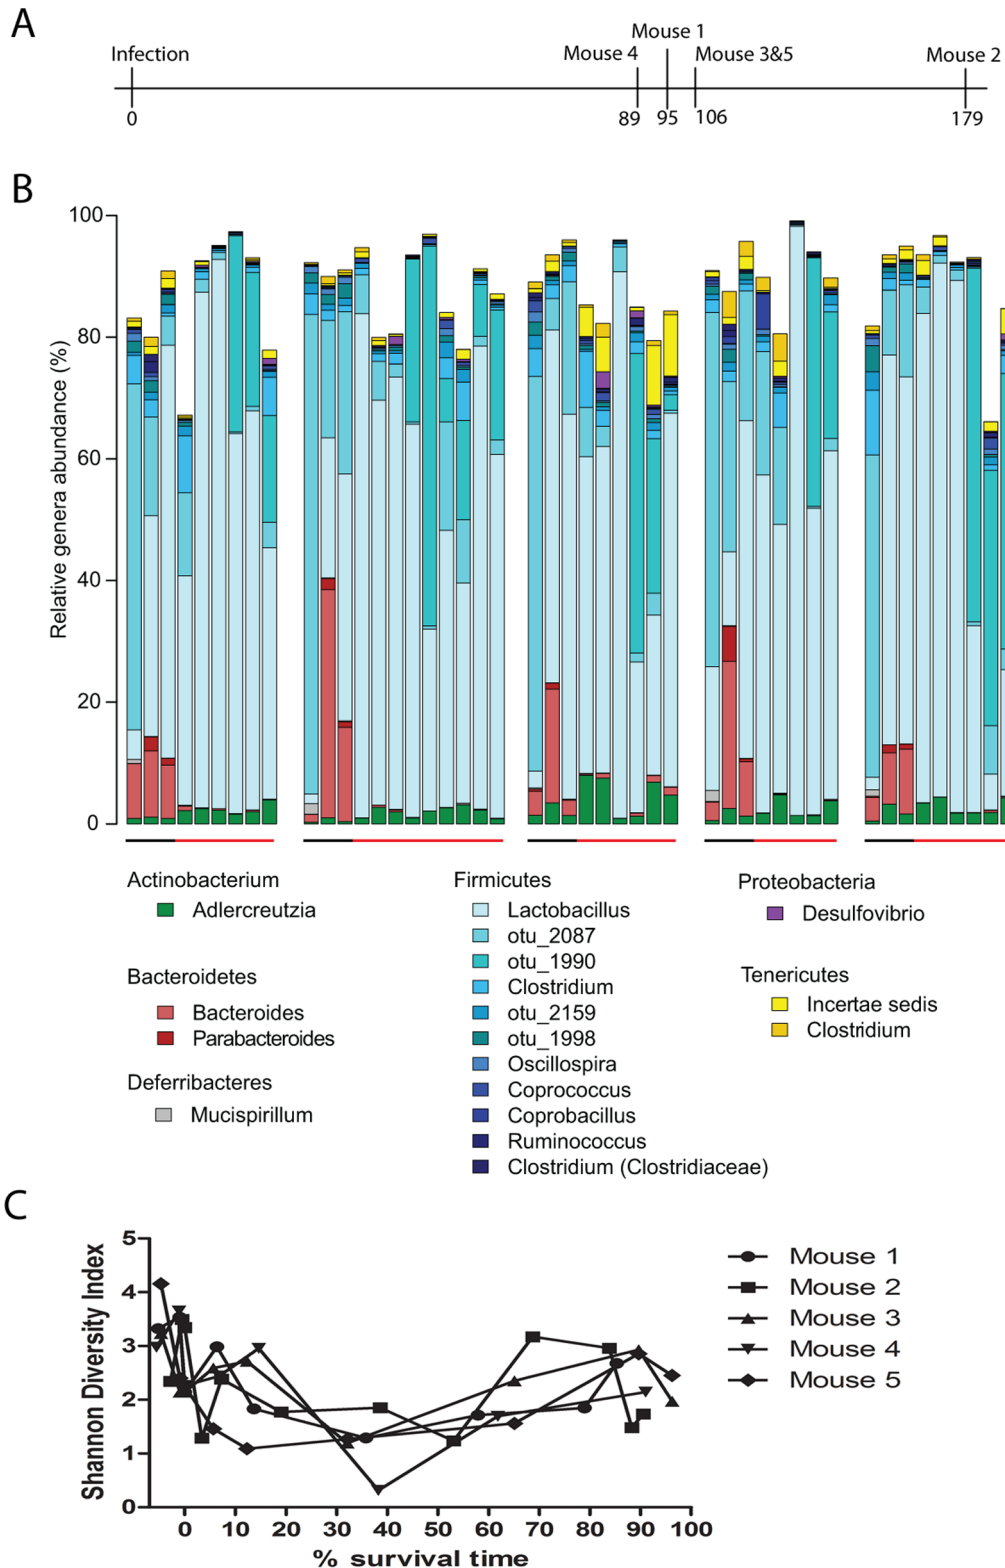 A
Mouse 1
Infection Mouse 4 Mouse 3&5 Mouse 2
0 89 95 106 179
B
100
80
60
40
20
0
Relative genera abundance (%)
Actinobacterium
Adlercreutzia
Bacteroidetes
Bacteroides
Parabacteroides
Deferribacteres
Mucispirillum
Firmicutes
Lactobacillus
otu_2087
otu_1990
Clostridium
otu_2159
otu_1998
Oscillospira
Coprococcus
Coprobacillus
Ruminococcus
Clostridium (Clostridiaceae)
Proteobacteria
Desulfovibrio
Tenericutes
Incertae sedis
Clostridium
C
5
4
3
2
1
0
Shannon Diversity Index
0 10 20 30 40 50 60 70 80 90 100
% survival time
Mouse 1
Mouse 2
Mouse 3
Mouse 4
Mouse 5